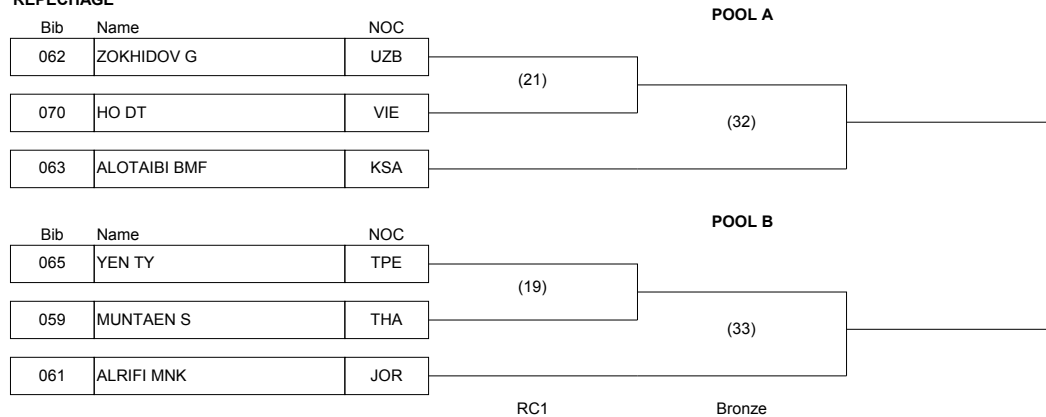 REPECHAGE
POOL A
Bib Name NOC
062 ZOKHIDOV G UZB
(21)
070 HO DT VIE
(32)
063 ALOTAIBI BMF KSA
POOL B
Bib Name NOC
065 YEN TY TPE
(19)
059 MUNTAEN S THA
(33)
061 ALRIFI MNK JOR
RC1 Bronze